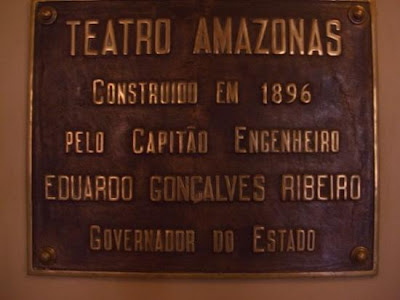 TEATRO AMAZONAS
CONSTRUIDO EM 1896
PELO CAPITÃO ENGENHEIRO
EDUARDO GONÇALVES RIBEIRO
GOVERNADOR DO ESTADO